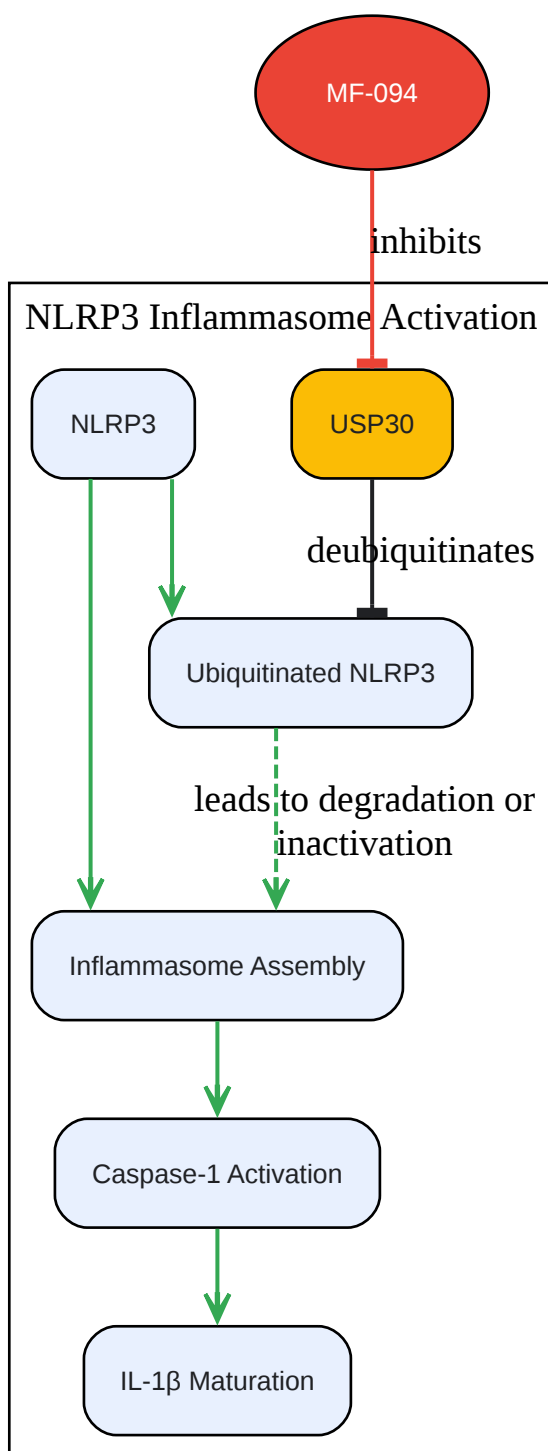 MF-094
inhibits
NLRP3 Inflammasome Activation
NLRP3
USP30
deubiquitinates
Ubiquitinated NLRP3
leads to degradation or
inactivation
Inflammasome Assembly
Caspase-1 Activation
IL-1β Maturation